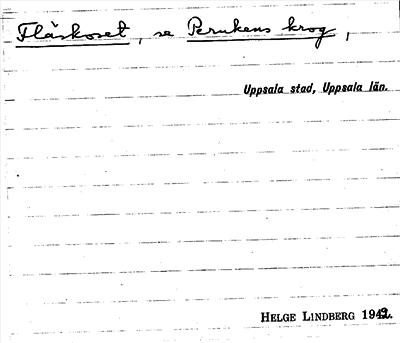 Fläskoset, se Perukens krog,
Uppsala stad, Uppsala län.
HELGE LINDBERG 1942.